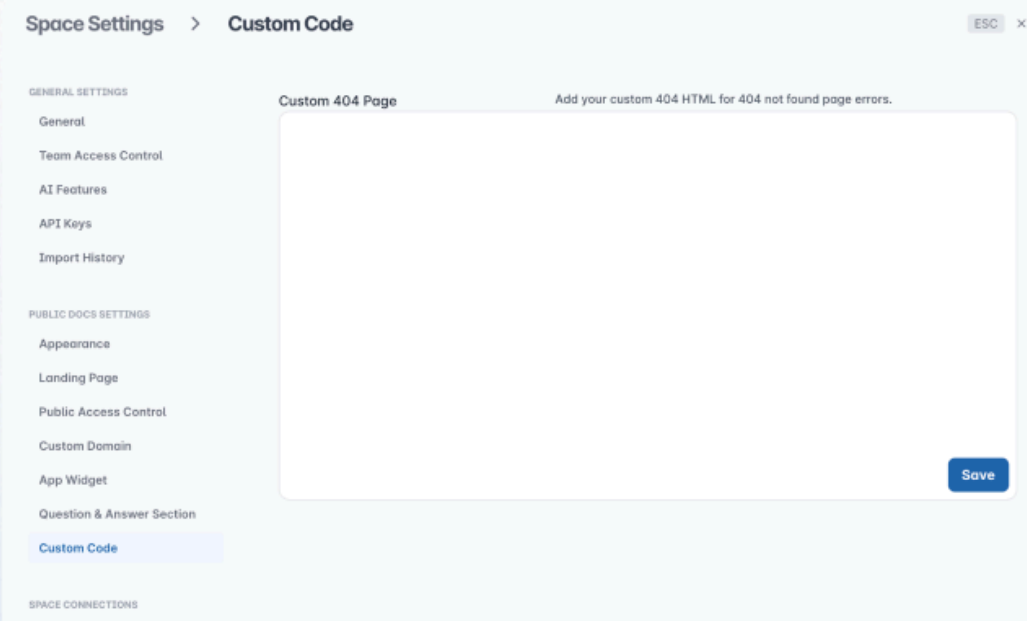 Space Settings > Custom Code
ESC ×
GENERAL SETTINGS
General
Team Access Control
AI Features
API Keys
Import History
PUBLIC DOCS SETTINGS
Appearance
Landing Page
Public Access Control
Custom Domain
App Widget
Question & Answer Section
Custom Code
SPACE CONNECTIONS
Custom 404 Page
Add your custom 404 HTML for 404 not found page errors.
Save